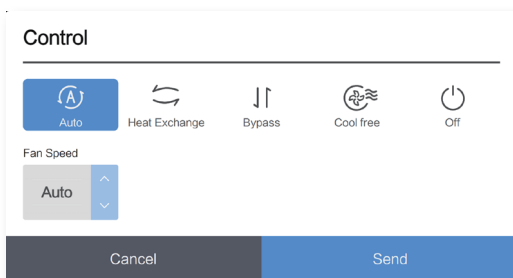 Control
Auto
Heat Exchange
Bypass
Cool free
Off
Fan Speed
Auto
Cancel
Send